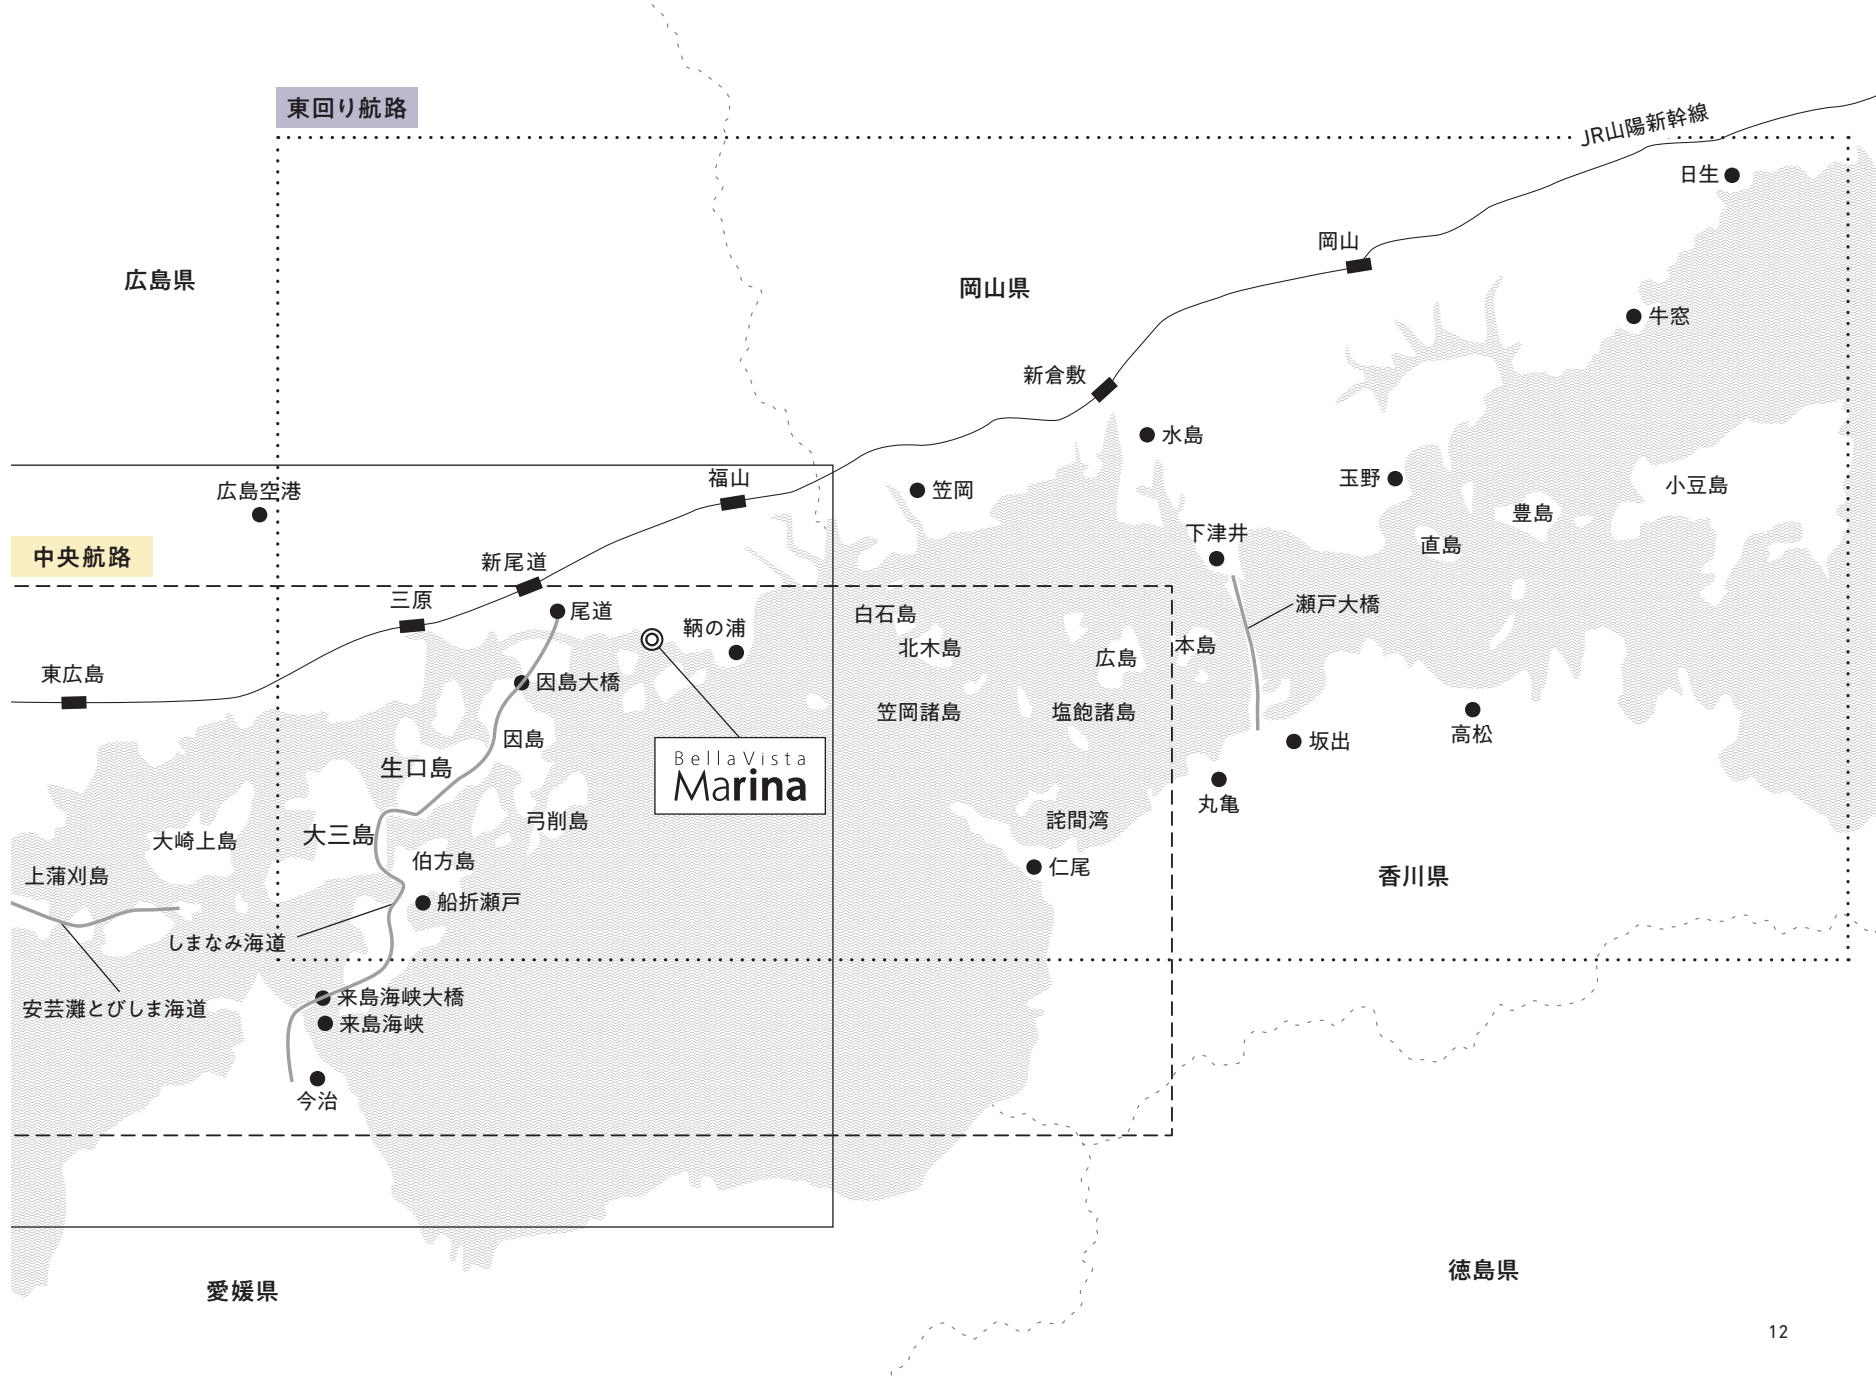 東回り航路
JR山陽新幹線
日生
岡山
広島県
岡山県
牛窓
新倉敷
水島
福山
広島空港
笠岡
玉野
小豆島
豊島
下津井
直島
中央航路
新尾道
三原
尾道
白石島
瀬戸大橋
鞆の浦
北木島
広島
本島
東広島
因島大橋
笠岡諸島
塩飽諸島
高松
因島
坂出
BellaVista
Marina
生口島
丸亀
弓削島
詫間湾
大三島
大崎上島
伯方島
仁尾
上蒲刈島
香川県
船折瀬戸
しまなみ海道
来島海峡大橋
安芸灘とびしま海道
来島海峡
今治
徳島県
愛媛県
12